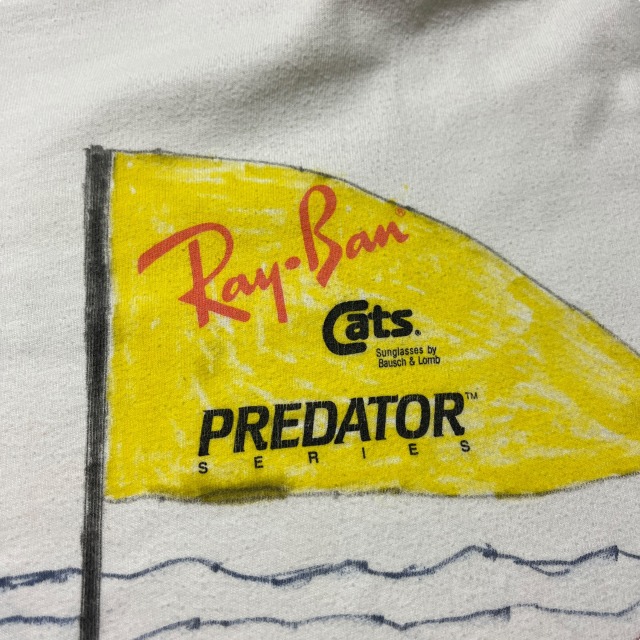 Ray-Ban®
Cats®
Sunglasses by
Bausch & Lomb
PREDATOR™
SERIES